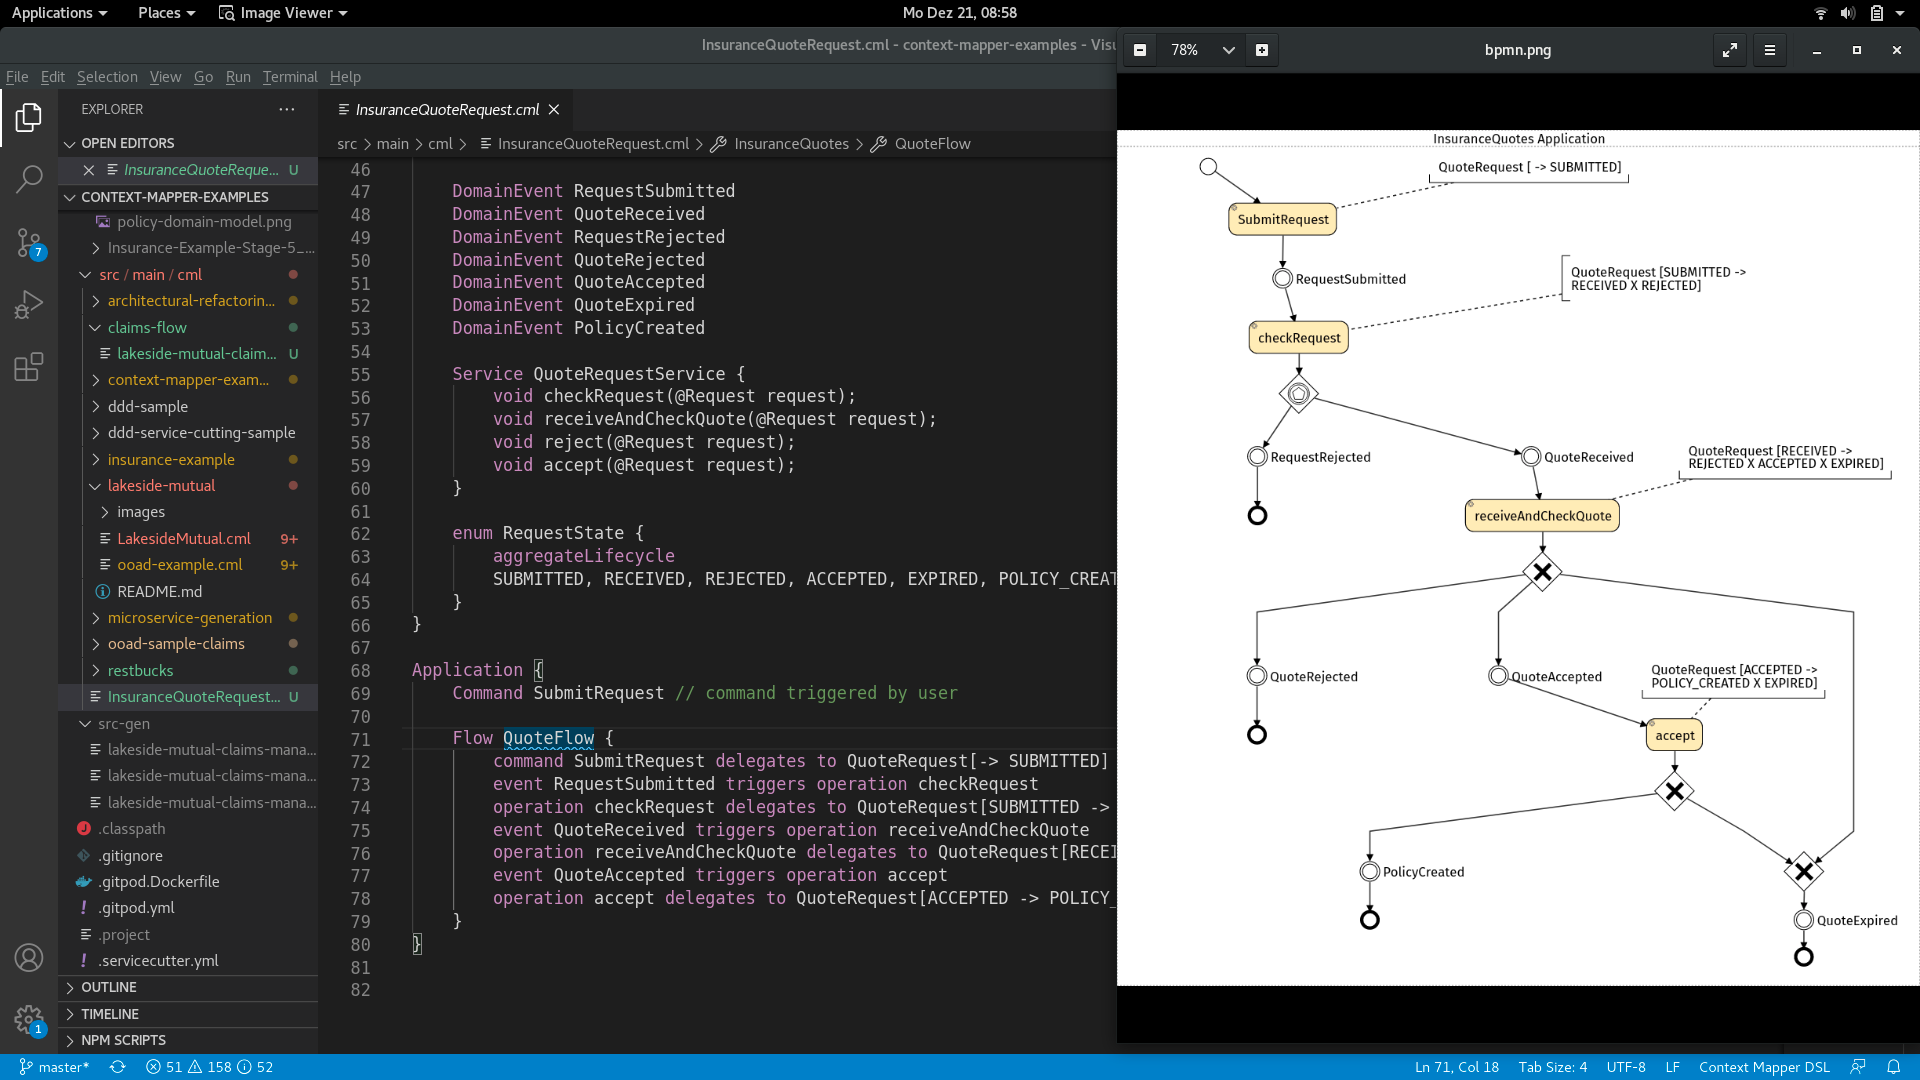 Applications
Places
Image Viewer
Mo Dez 21, 08:58
InsuranceQuoteRequest.cml - context-mapper-examples - Visu
78%
bpmn.png
File Edit Selection View Go Run Terminal Help
EXPLORER
OPEN EDITORS
InsuranceQuoteReque... U
CONTEXT-MAPPER-EXAMPLES
policy-domain-model.png
Insurance-Example-Stage-5_...
src / main / cml
architectural-refactorin...
claims-flow
lakeside-mutual-claim... U
context-mapper-exam...
ddd-sample
ddd-service-cutting-sample
insurance-example
lakeside-mutual
images
LakesideMutual.cml 9+
ooad-example.cml 9+
README.md
microservice-generation
ooad-sample-claims
restbucks
InsuranceQuoteRequest... U
src-gen
lakeside-mutual-claims-mana...
lakeside-mutual-claims-mana...
lakeside-mutual-claims-mana...
.classpath
.gitignore
.gitpod.Dockerfile
.gitpod.yml
.project
.servicecutter.yml
OUTLINE
TIMELINE
NPM SCRIPTS
7
1
InsuranceQuoteRequest.cml
src > main > cml > InsuranceQuoteRequest.cml > InsuranceQuotes > QuoteFlow
46
47 DomainEvent RequestSubmitted
48 DomainEvent QuoteReceived
49 DomainEvent RequestRejected
50 DomainEvent QuoteRejected
51 DomainEvent QuoteAccepted
52 DomainEvent QuoteExpired
53 DomainEvent PolicyCreated
54
55 Service QuoteRequestService {
56 void checkRequest(@Request request);
57 void receiveAndCheckQuote(@Request request);
58 void reject(@Request request);
59 void accept(@Request request);
60 }
61
62 enum RequestState {
63 aggregateLifecycle
64 SUBMITTED, RECEIVED, REJECTED, ACCEPTED, EXPIRED, POLICY_CREAT
65 }
66 }
67
68 Application {
69 Command SubmitRequest // command triggered by user
70
71 Flow QuoteFlow {
72 command SubmitRequest delegates to QuoteRequest[-> SUBMITTED]
73 event RequestSubmitted triggers operation checkRequest
74 operation checkRequest delegates to QuoteRequest[SUBMITTED ->
75 event QuoteReceived triggers operation receiveAndCheckQuote
76 operation receiveAndCheckQuote delegates to QuoteRequest[RECEI
77 event QuoteAccepted triggers operation accept
78 operation accept delegates to QuoteRequest[ACCEPTED -> POLICY_
79 }
80 }
81
82
InsuranceQuotes Application
QuoteRequest [ -> SUBMITTED]
SubmitRequest
RequestSubmitted
QuoteRequest [SUBMITTED ->
RECEIVED X REJECTED]
checkRequest
RequestRejected
QuoteReceived
QuoteRequest [RECEIVED ->
REJECTED X ACCEPTED X EXPIRED]
receiveAndCheckQuote
QuoteRejected
QuoteAccepted
QuoteRequest [ACCEPTED ->
POLICY_CREATED X EXPIRED]
accept
PolicyCreated
QuoteExpired
master* 51 158 52
Ln 71, Col 18 Tab Size: 4 UTF-8 LF Context Mapper DSL